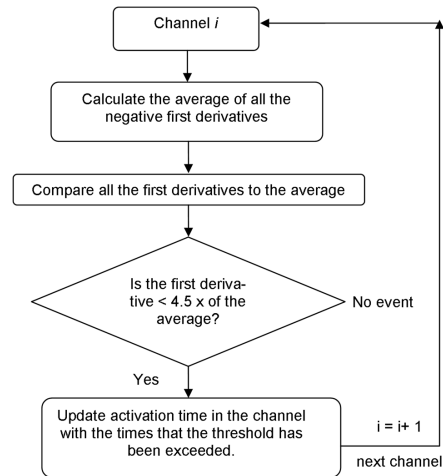 Channel i
Calculate the average of all the
negative first derivatives
Compare all the first derivatives to the average
Is the first deriva-
tive < 4.5 x of the
average?
No event
Yes
Update activation time in the channel
with the times that the threshold has
been exceeded.
i = i+ 1
next channel